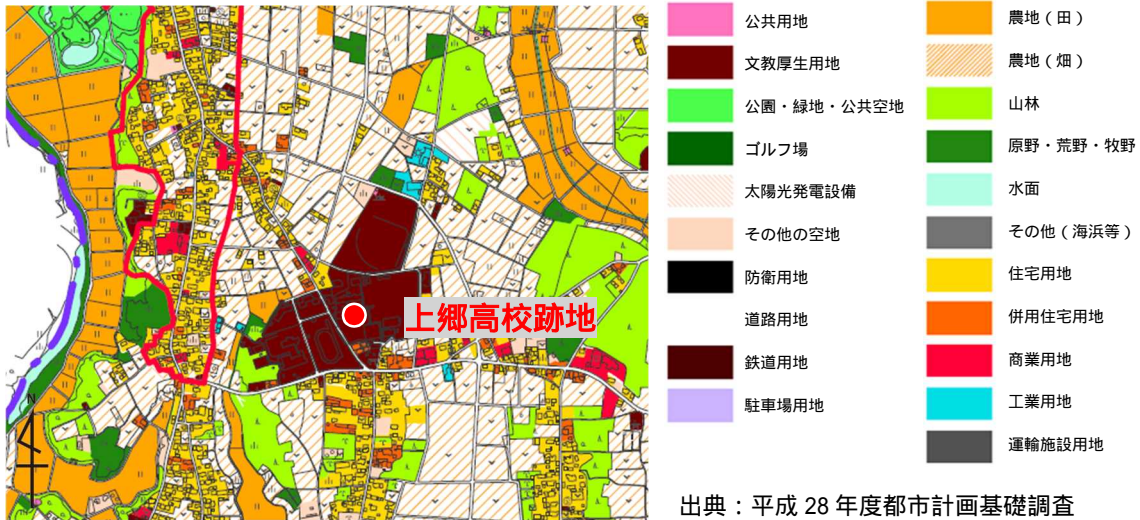 上郷高校跡地
N
公共用地
文教厚生用地
公園・緑地・公共空地
ゴルフ場
太陽光発電設備
その他の空地
防衛用地
道路用地
鉄道用地
駐車場用地
農地（田）
農地（畑）
山林
原野・荒野・牧野
水面
その他（海浜等）
住宅用地
併用住宅用地
商業用地
工業用地
運輸施設用地
出典：平成 28 年度都市計画基礎調査